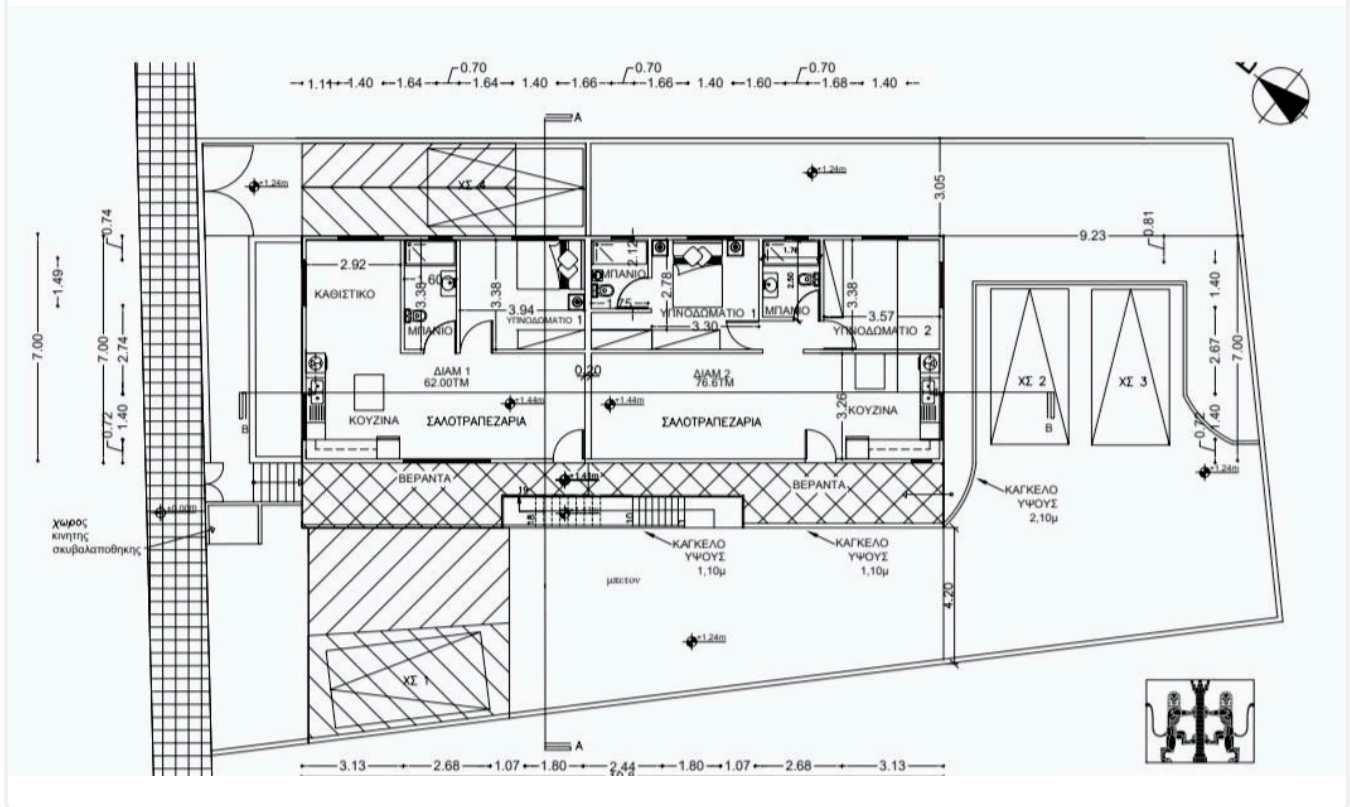 0.70 0.70 0.70
1.11 1.40 1.64 1.64 1.40 1.66 1.66 1.40 1.60 1.68 1.40
A
+1.24m
ΧΣ 4
+1.24m
3.05
0.74
0.81
9.23
1.49
7.00
7.00
2.74
1.40
0.72
2.92
ΚΑΘΙΣΤΙΚΟ
1.60
3.38
ΜΠΑΝΙΟ
3.38
3.94
ΥΠΝΟΔΩΜΑΤΙΟ 1
2.12
ΜΠΑΝΙΟ
1.75
2.78
ΥΠΝΟΔΩΜΑΤΙΟ 1
3.30
1.76
2.50
ΜΠΑΝΙΟ
3.38
3.57
ΥΠΝΟΔΩΜΑΤΙΟ 2
1.40
2.67
7.00
1.40
0.72
ΧΣ 2
ΧΣ 3
ΔΙΑΜ 1
62.00ΤΜ
0.20
ΔΙΑΜ 2
76.6ΤΜ
+1.44m
+1.44m
3.26
ΚΟΥΖΙΝΑ
ΣΑΛΟΤΡΑΠΕΖΑΡΙΑ
ΣΑΛΟΤΡΑΠΕΖΑΡΙΑ
ΚΟΥΖΙΝΑ
B
B
+1.24m
ΒΕΡΑΝΤΑ
ΒΕΡΑΝΤΑ
11
18
10
ΚΑΓΚΕΛΟ
ΥΨΟΥΣ
2,10μ
±0.00m
χωρος
κινητης
σκυβαλαποθηκης
ΚΑΓΚΕΛΟ
ΥΨΟΥΣ
1,10μ
ΚΑΓΚΕΛΟ
ΥΨΟΥΣ
1,10μ
μπετον
4.20
+1.24m
ΧΣ 1
A
3.13 2.68 1.07 1.80 2.44 1.80 1.07 2.68 3.13